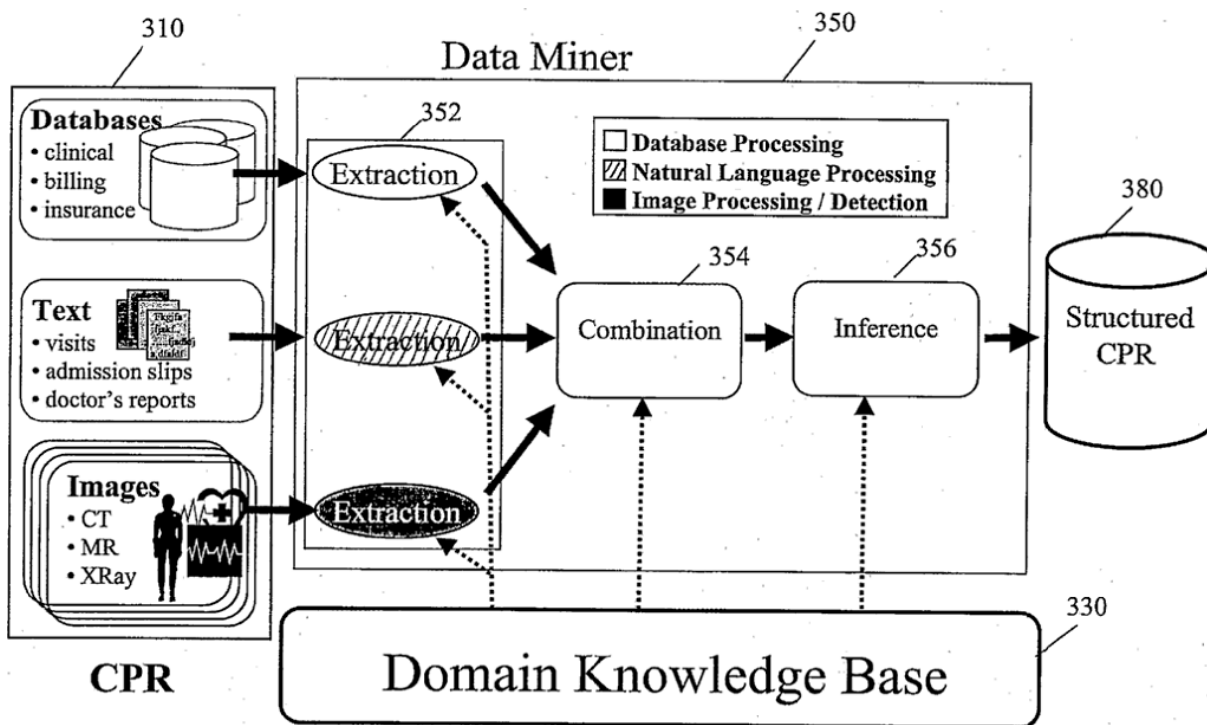 310
Data Miner
350
Databases
• clinical
• billing
• insurance
352
Extraction
Database Processing
Natural Language Processing
Image Processing / Detection
380
Text
• visits
• admission slips
• doctor's reports
Extraction
354
Combination
356
Inference
Structured
CPR
Images
• CT
• MR
• XRay
Extraction
330
CPR
Domain Knowledge Base